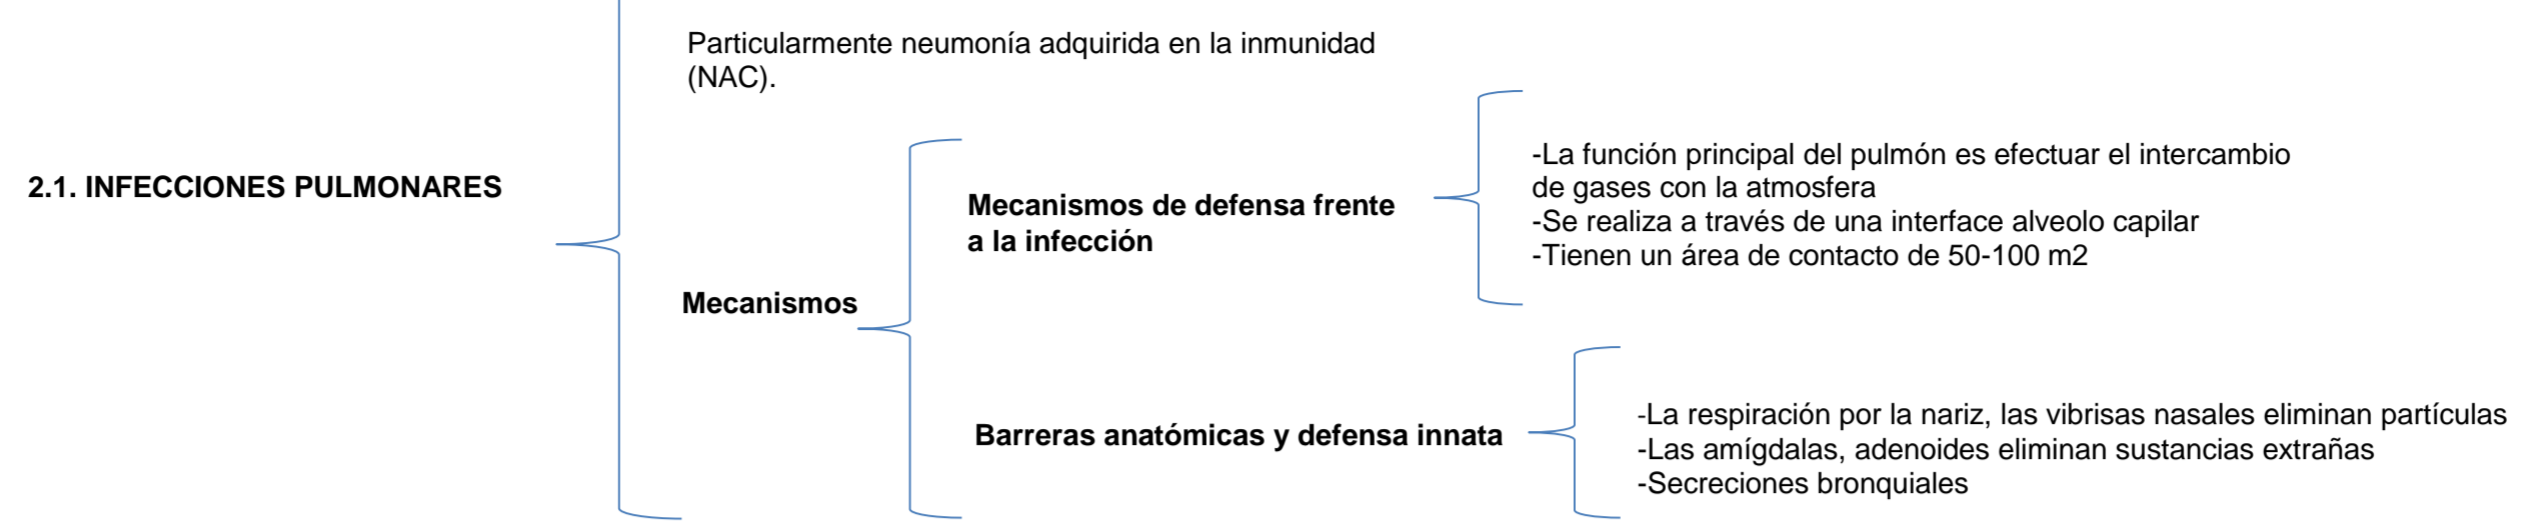 Particularmente neumonía adquirida en la inmunidad
(NAC).
2.1. INFECCIONES PULMONARES
Mecanismos
Mecanismos de defensa frente
a la infección
-La función principal del pulmón es efectuar el intercambio
de gases con la atmosfera
-Se realiza a través de una interface alveolo capilar
-Tienen un área de contacto de 50-100 m2
Barreras anatómicas y defensa innata
-La respiración por la nariz, las vibrisas nasales eliminan partículas
-Las amígdalas, adenoides eliminan sustancias extrañas
-Secreciones bronquiales